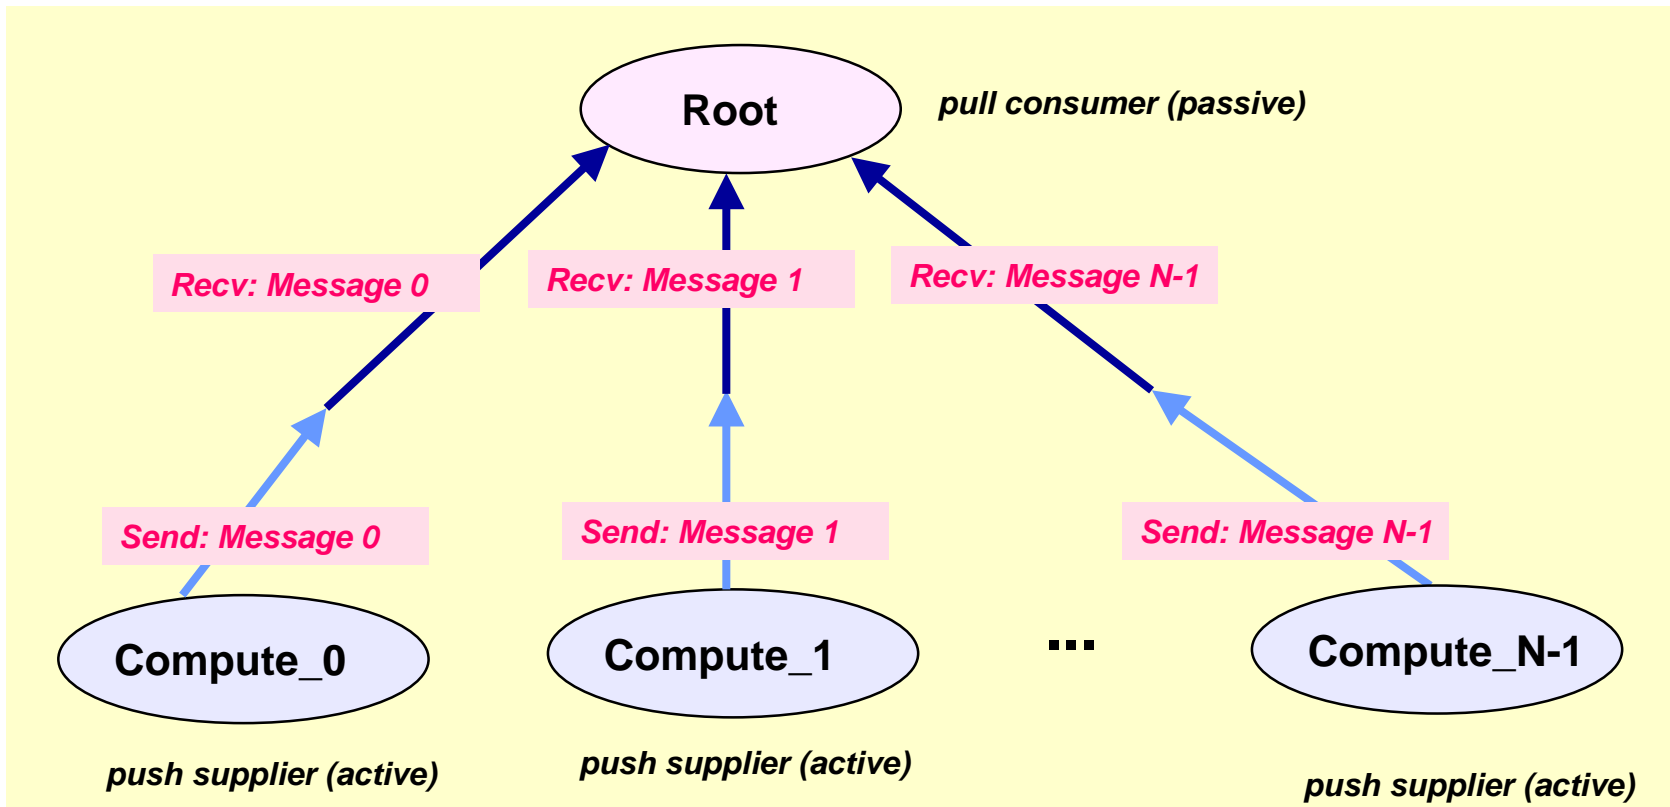 Root
pull consumer (passive)
Recv: Message 0
Recv: Message 1
Recv: Message N-1
Send: Message 0
Send: Message 1
Send: Message N-1
Compute_0
Compute_1
...
Compute_N-1
push supplier (active)
push supplier (active)
push supplier (active)